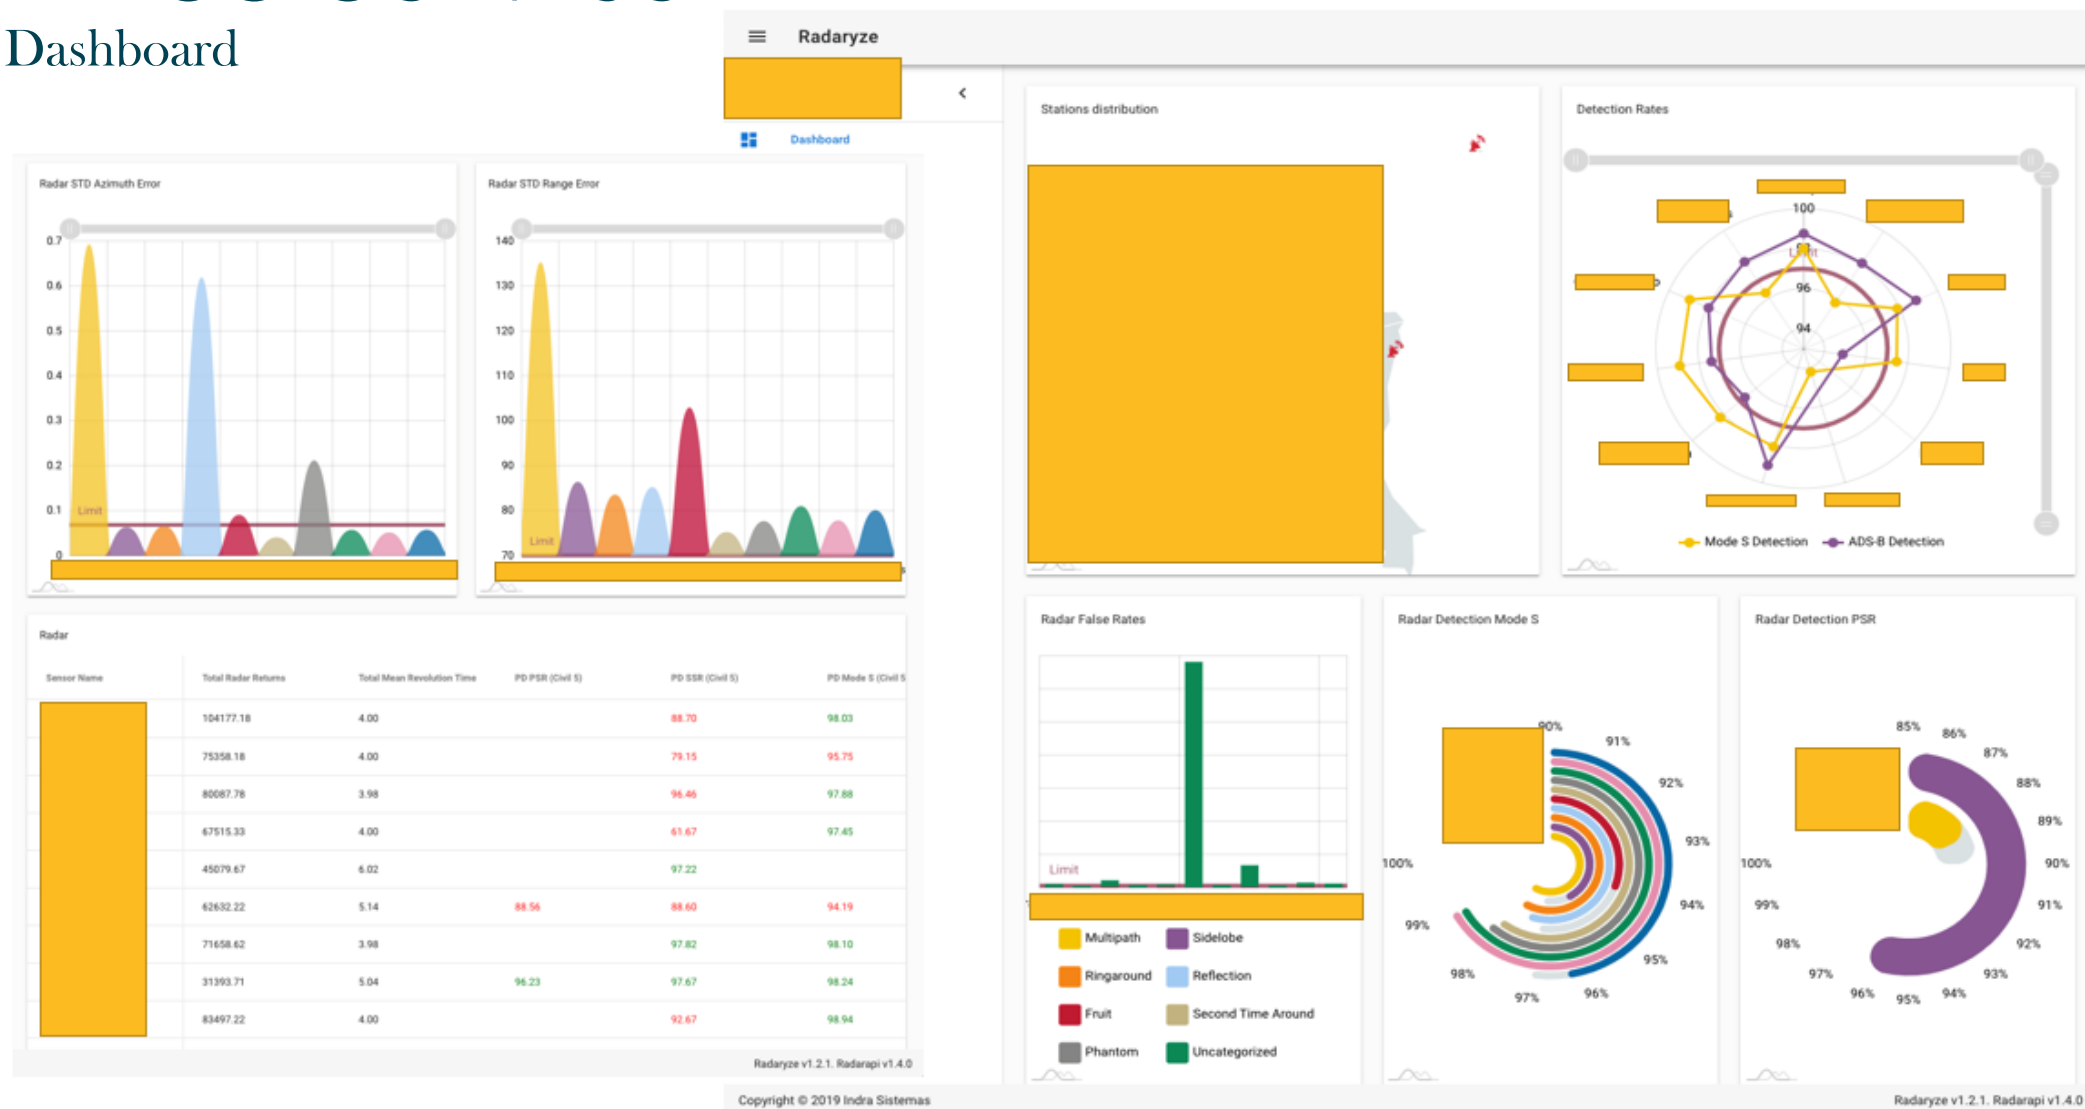 Dashboard
Radaryze
Dashboard
Radar STD Azimuth Error
0.7
0.6
0.5
0.4
0.3
0.2
0.1
0
Limit
Radar STD Range Error
140
130
120
110
100
90
80
70
Limit
Radar
Sensor Name Total Radar Returns Total Mean Revolution Time PD PSR (Civil 5) PD SSR (Civil 5) PD Mode S (Civil 5
104177.18 4.00 88.70 98.03
75358.18 4.00 79.15 95.75
80087.78 3.98 96.46 97.88
67515.33 4.00 61.67 97.45
45079.67 6.02 97.22
62632.22 5.14 88.56 88.60 94.19
71658.62 3.98 97.82 98.10
31393.71 5.04 96.23 97.67 98.24
83497.22 4.00 92.67 98.94
Radaryze v1.2.1. Radarapi v1.4.0
Stations distribution
Detection Rates
100
Limit
96
94
Mode S Detection ADS-B Detection
Radar False Rates
Limit
Multipath Sidelobe
Ringaround Reflection
Fruit Second Time Around
Phantom Uncategorized
Radar Detection Mode S
90%
91%
92%
93%
94%
95%
96%
97%
98%
99%
100%
Radar Detection PSR
85%
86%
87%
88%
89%
90%
91%
92%
93%
94%
95%
96%
97%
98%
99%
100%
Copyright © 2019 Indra Sistemas
Radaryze v1.2.1. Radarapi v1.4.0